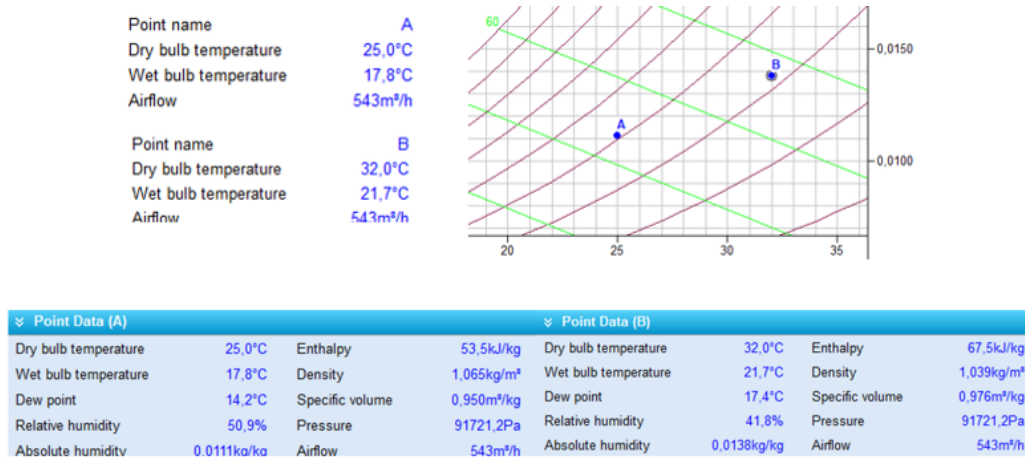 Point name A
Dry bulb temperature 25,0°C
Wet bulb temperature 17,8°C
Airflow 543m³/h
Point name B
Dry bulb temperature 32,0°C
Wet bulb temperature 21,7°C
Airflow 543m³/h
60
B
A
0,0150
0,0100
20 25 30 35
Point Data (A)
Dry bulb temperature 25,0°C Enthalpy 53,5kJ/kg
Wet bulb temperature 17,8°C Density 1,065kg/m³
Dew point 14,2°C Specific volume 0,950m³/kg
Relative humidity 50,9% Pressure 91721,2Pa
Absolute humidity 0,0111kg/kg Airflow 543m³/h
Point Data (B)
Dry bulb temperature 32,0°C Enthalpy 67,5kJ/kg
Wet bulb temperature 21,7°C Density 1,039kg/m³
Dew point 17,4°C Specific volume 0,976m³/kg
Relative humidity 41,8% Pressure 91721,2Pa
Absolute humidity 0,0138kg/kg Airflow 543m³/h